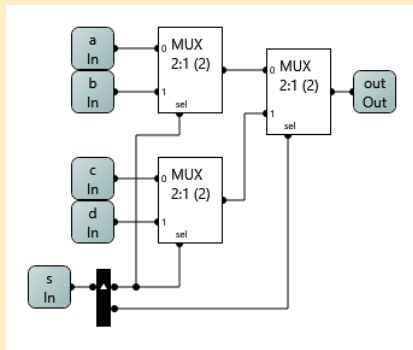 a
In
b
In
0
1
MUX
2:1 (2)
sel
0
1
MUX
2:1 (2)
sel
out
Out
c
In
d
In
0
1
MUX
2:1 (2)
sel
s
In